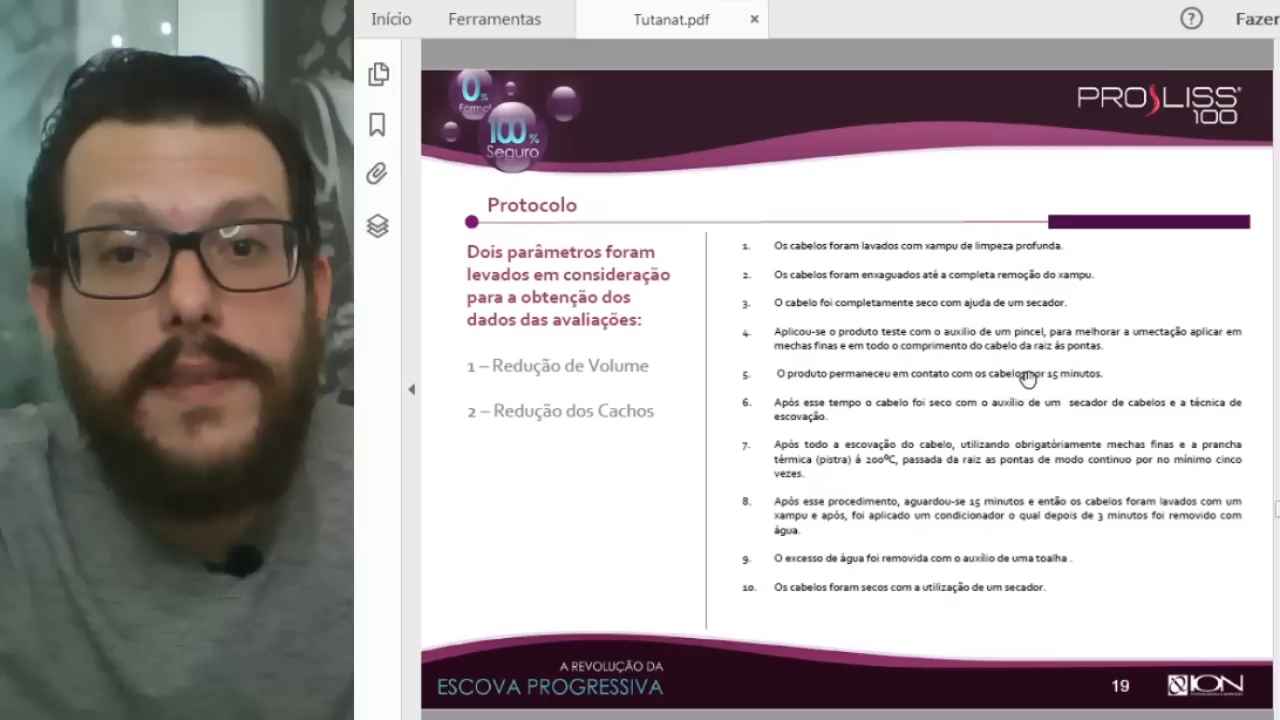 Início
Ferramentas
Tutanat.pdf
×
?
Fazer
0%
Formol
100%
Seguro
PROLISS®
100
Protocolo
Dois parâmetros foram
levados em consideração
para a obtenção dos
dados das avaliações:
1 – Redução de Volume
2 – Redução dos Cachos
1. Os cabelos foram lavados com xampu de limpeza profunda.
2. Os cabelos foram enxaguados até a completa remoção do xampu.
3. O cabelo foi completamente seco com ajuda de um secador.
4. Aplicou-se o produto teste com o auxilio de um pincel, para melhorar a umectação aplicar em
mechas finas e em todo o comprimento do cabelo da raiz ás pontas.
5. O produto permaneceu em contato com os cabelos por 15 minutos.
6. Após esse tempo o cabelo foi seco com o auxílio de um secador de cabelos e a técnica de
escovação.
7. Após todo a escovação do cabelo, utilizando obrigatóriamente mechas finas e a prancha
térmica (pistra) á 200ºC, passada da raiz as pontas de modo continuo por no mínimo cinco
vezes.
8. Após esse procedimento, aguardou-se 15 minutos e então os cabelos foram lavados com um
xampu e após, foi aplicado um condicionador o qual depois de 3 minutos foi removido com
água.
9. O excesso de água foi removida com o auxílio de uma toalha .
10. Os cabelos foram secos com a utilização de um secador.
A REVOLUÇÃO DA
ESCOVA PROGRESSIVA
19
ION